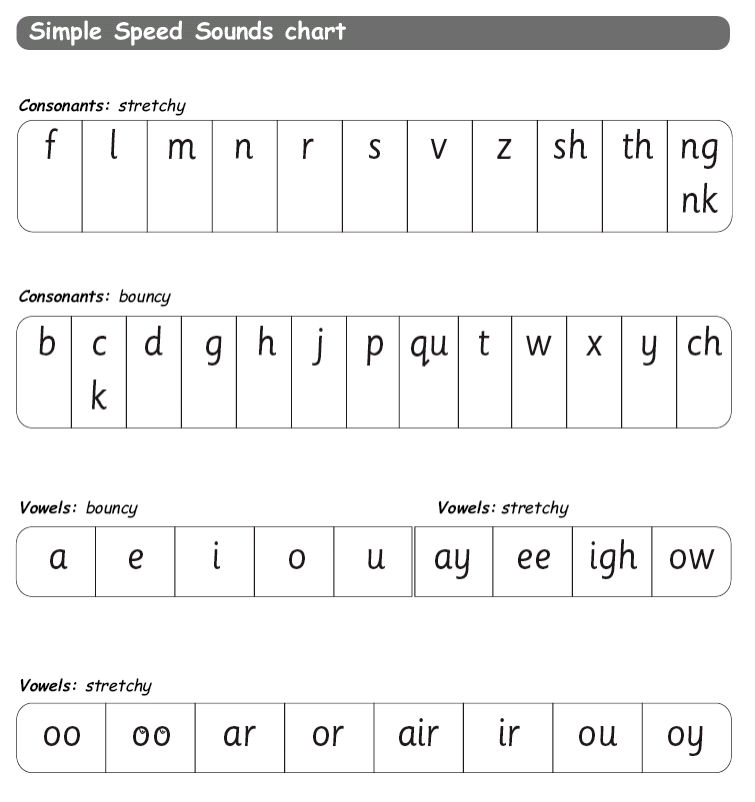 Simple Speed Sounds chart
Consonants: stretchy
f l m n r s v z sh th ng
nk
Consonants: bouncy
b c d g h j p qu t w x y ch
k
Vowels: bouncy Vowels: stretchy
a e i o u ay ee igh ow
Vowels: stretchy
oo oo ar or air ir ou oy